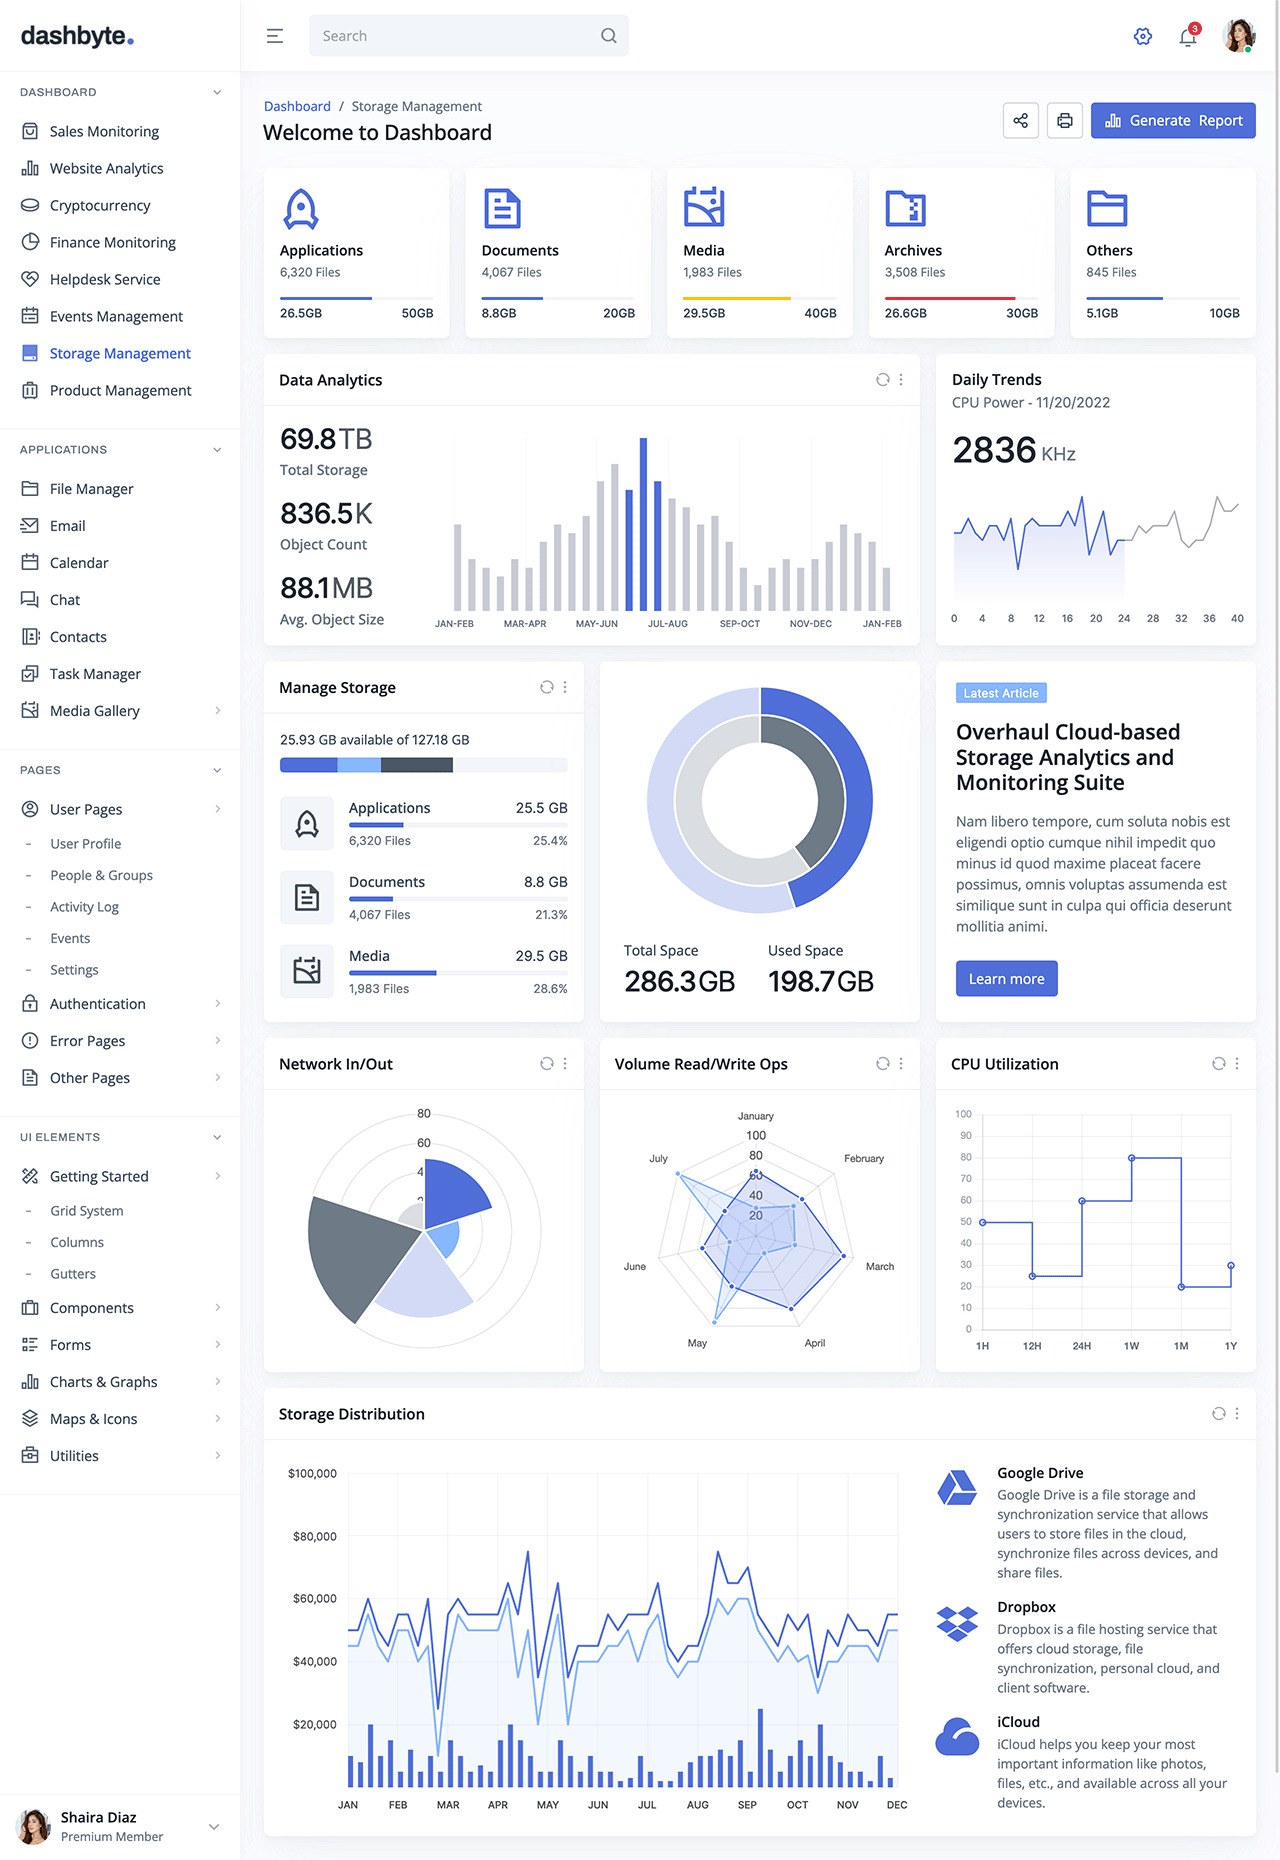 dashbyte.
Search
3
DASHBOARD
Sales Monitoring
Website Analytics
Cryptocurrency
Finance Monitoring
Helpdesk Service
Events Management
Storage Management
Product Management
APPLICATIONS
File Manager
Email
Calendar
Chat
Contacts
Task Manager
Media Gallery
PAGES
User Pages
- User Profile
- People & Groups
- Activity Log
- Events
- Settings
Authentication
Error Pages
Other Pages
UI ELEMENTS
Getting Started
- Grid System
- Columns
- Gutters
Components
Forms
Charts & Graphs
Maps & Icons
Utilities
Shaira Diaz
Premium Member
Dashboard / Storage Management
Welcome to Dashboard
Generate Report
Applications
6,320 Files
26.5GB 50GB
Documents
4,067 Files
8.8GB 20GB
Media
1,983 Files
29.5GB 40GB
Archives
3,508 Files
26.6GB 30GB
Others
845 Files
5.1GB 10GB
Data Analytics
69.8TB
Total Storage
836.5K
Object Count
88.1MB
Avg. Object Size
JAN-FEB MAR-APR MAY-JUN JUL-AUG SEP-OCT NOV-DEC JAN-FEB
Daily Trends
CPU Power - 11/20/2022
2836 KHz
0 4 8 12 16 20 24 28 32 36 40
Manage Storage
25.93 GB available of 127.18 GB
Applications 25.5 GB
6,320 Files 25.4%
Documents 8.8 GB
4,067 Files 21.3%
Media 29.5 GB
1,983 Files 28.6%
Total Space Used Space
286.3GB 198.7GB
Latest Article
Overhaul Cloud-based
Storage Analytics and
Monitoring Suite
Nam libero tempore, cum soluta nobis est
eligendi optio cumque nihil impedit quo
minus id quod maxime placeat facere
possimus, omnis voluptas assumenda est
similique sunt in culpa qui officia deserunt
mollitia animi.
Learn more
Network In/Out
80
60
Volume Read/Write Ops
January
100
80
60
40
20
February
March
April
May
June
July
CPU Utilization
100
90
80
70
60
50
40
30
20
10
0
1H 12H 24H 1W 1M 1Y
Storage Distribution
$100,000
$80,000
$60,000
$40,000
$20,000
JAN FEB MAR APR MAY JUN JUL AUG SEP OCT NOV DEC
Google Drive
Google Drive is a file storage and
synchronization service that allows
users to store files in the cloud,
synchronize files across devices, and
share files.
Dropbox
Dropbox is a file hosting service that
offers cloud storage, file
synchronization, personal cloud, and
client software.
iCloud
iCloud helps you keep your most
important information like photos,
files, etc., and available across all your
devices.